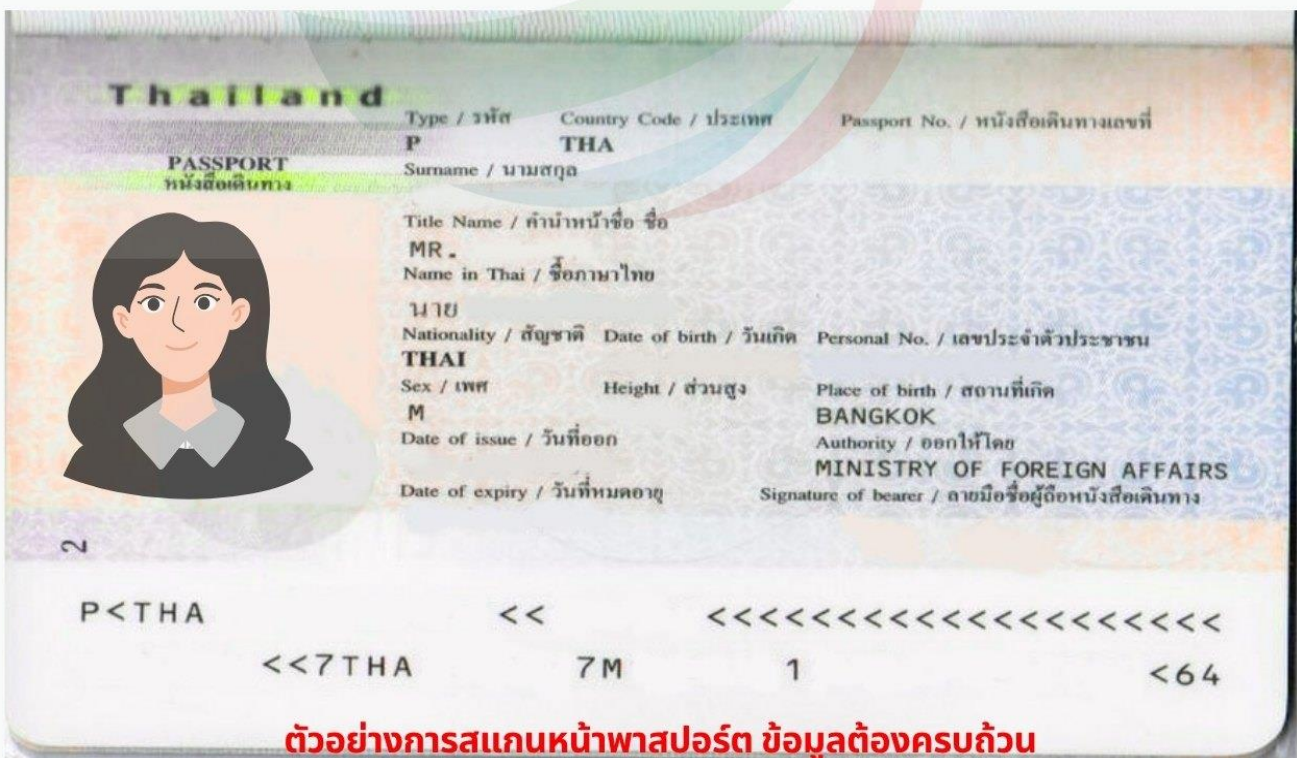 Thailand
Type / รหัส Country Code / ประเทศ Passport No. / หนังสือเดินทางเลขที่
P THA
PASSPORT
หนังสือเดินทาง
Surname / นามสกุล
Title Name / คำนำหน้าชื่อ ชื่อ
MR.
Name in Thai / ชื่อภาษาไทย
นาย
Nationality / สัญชาติ Date of birth / วันเกิด Personal No. / เลขประจำตัวประชาชน
THAI
Sex / เพศ Height / ส่วนสูง Place of birth / สถานที่เกิด
M BANGKOK
Date of issue / วันที่ออก Authority / ออกให้โดย
MINISTRY OF FOREIGN AFFAIRS
Date of expiry / วันที่หมดอายุ Signature of bearer / ลายมือชื่อผู้ถือหนังสือเดินทาง
2
P<THA << <<<<<<<<<<<<<<<<<<<<
<<7THA 7M 1 <64
ตัวอย่างการสแกนหน้าพาสปอร์ต ข้อมูลต้องครบถ้วน